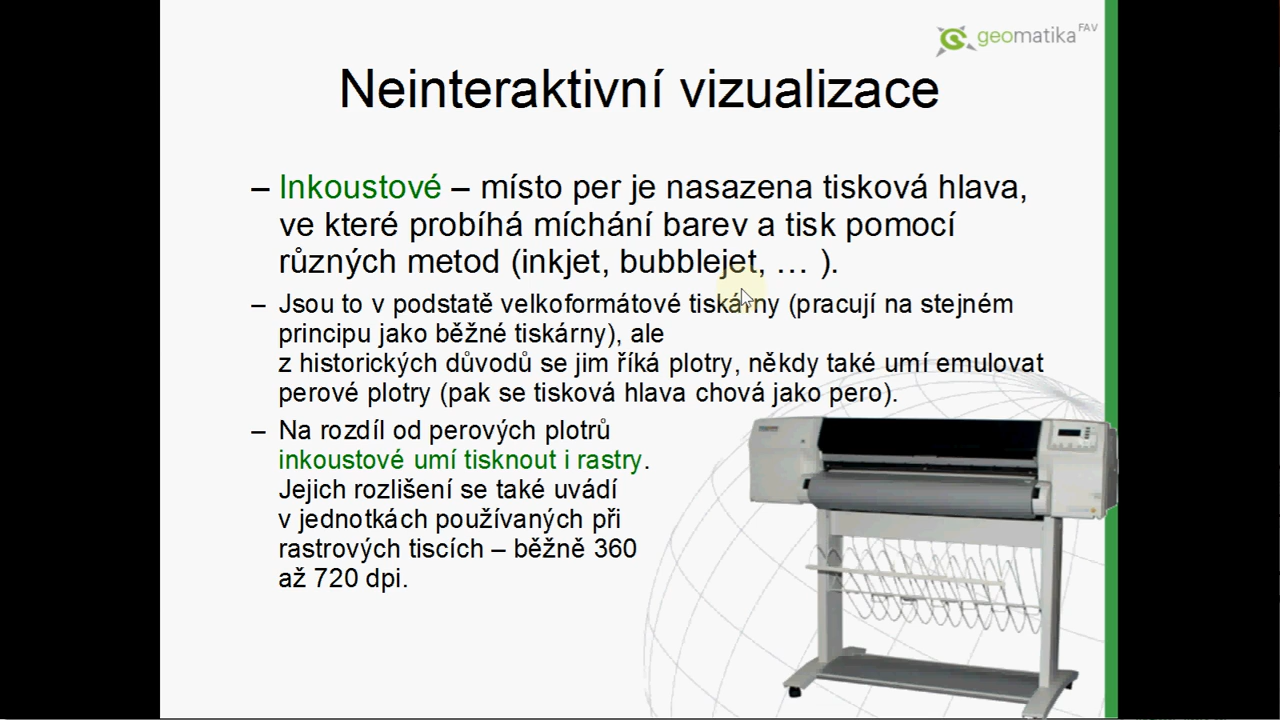 geomatika FAV
Neinteraktivní vizualizace
– Inkoustové – místo per je nasazena tisková hlava,
ve které probíhá míchání barev a tisk pomocí
různých metod (inkjet, bubblejet, … ).
– Jsou to v podstatě velkoformátové tiskárny (pracují na stejném
principu jako běžné tiskárny), ale
z historických důvodů se jim říká plotry, někdy také umí emulovat
perové plotry (pak se tisková hlava chová jako pero).
– Na rozdíl od perových plotrů
inkoustové umí tisknout i rastry.
Jejich rozlišení se také uvádí
v jednotkách používaných při
rastrových tiscích – běžně 360
až 720 dpi.